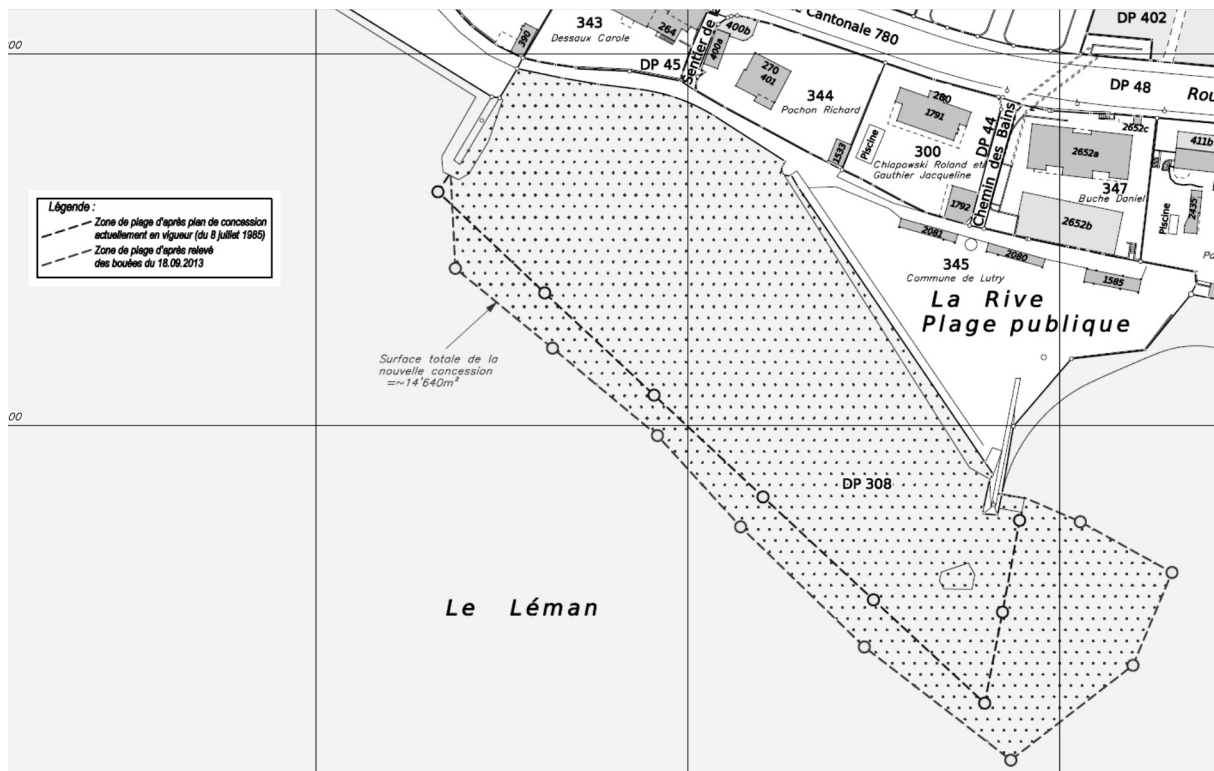 343
Dessaux Carole
390
264
400b
400a
DP 402
Cantonale 780
DP 45
Sentier de
00
270
401
344
Pochon Richard
280
1791
Piscine
1533
300
Chlapowski Roland et
Gauthier Jacqueline
DP 44
Chemin des Bains
DP 48
2652c
2652a
411b
347
Buche Daniel
2652b
Piscine
2435
1792
2081
2080
1585
345
Commune de Lutry
La Rive
Plage publique
Légende :
Zone de plage d'après plan de concession
actuellement en vigueur (du 8 juillet 1985)
Zone de plage d'après relevé
des bouées du 18.09.2013
Surface totale de la
nouvelle concession
=~14'640m²
00
DP 308
Le Léman